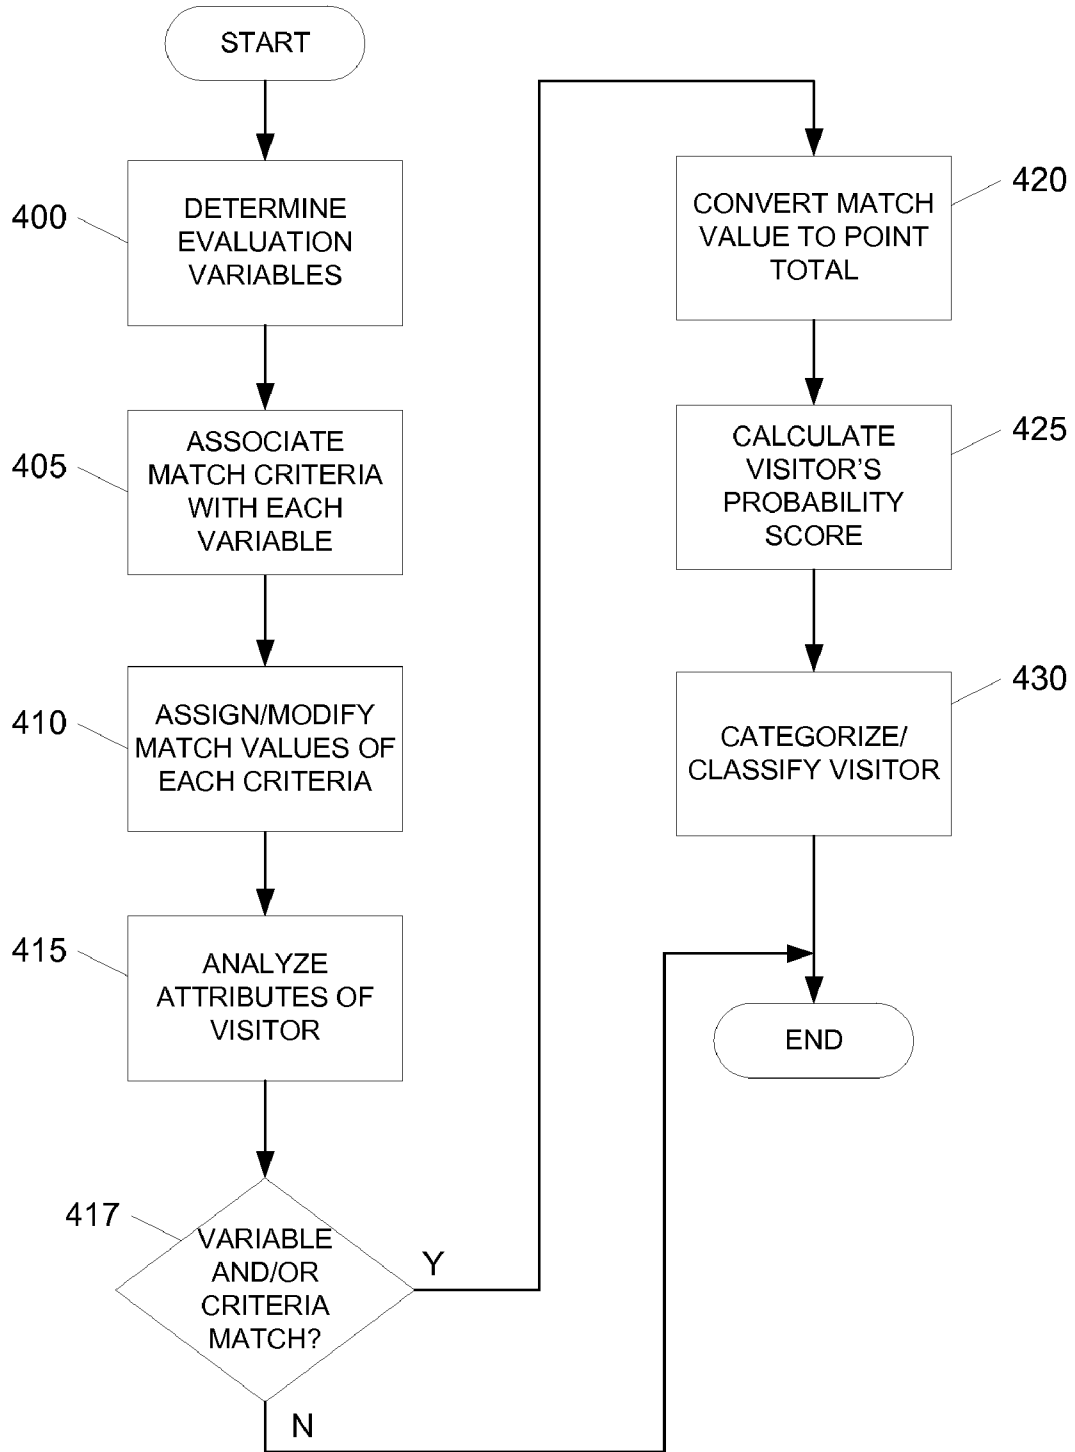 START
400
DETERMINE
EVALUATION
VARIABLES
405
ASSOCIATE
MATCH CRITERIA
WITH EACH
VARIABLE
410
ASSIGN/MODIFY
MATCH VALUES OF
EACH CRITERIA
415
ANALYZE
ATTRIBUTES OF
VISITOR
417
VARIABLE
AND/OR
CRITERIA
MATCH?
Y
N
420
CONVERT MATCH
VALUE TO POINT
TOTAL
425
CALCULATE
VISITOR'S
PROBABILITY
SCORE
430
CATEGORIZE/
CLASSIFY VISITOR
END